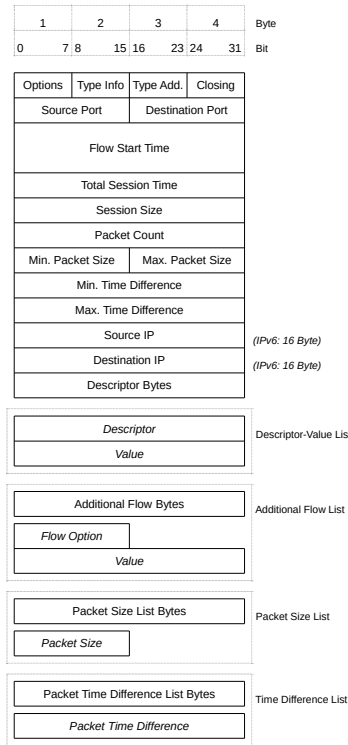 1 2 3 4 Byte
0 7 8 15 16 23 24 31 Bit
Options Type Info Type Add. Closing
Source Port Destination Port
Flow Start Time
Total Session Time
Session Size
Packet Count
Min. Packet Size Max. Packet Size
Min. Time Difference
Max. Time Difference
Source IP (IPv6: 16 Byte)
Destination IP (IPv6: 16 Byte)
Descriptor Bytes
Descriptor Descriptor-Value Lis
Value
Additional Flow Bytes Additional Flow List
Flow Option
Value
Packet Size List Bytes Packet Size List
Packet Size
Packet Time Difference List Bytes Time Difference List
Packet Time Difference